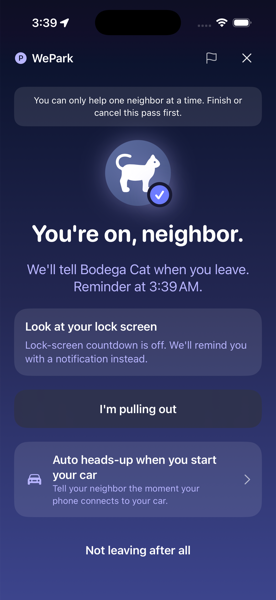 3:39
P WePark
You can only help one neighbor at a time. Finish or
cancel this pass first.
You're on, neighbor.
We'll tell Bodega Cat when you leave.
Reminder at 3:39 AM.
Look at your lock screen
Lock-screen countdown is off. We'll remind you
with a notification instead.
I'm pulling out
Auto heads-up when you start
your car
Tell your neighbor the moment your
phone connects to your car.
Not leaving after all